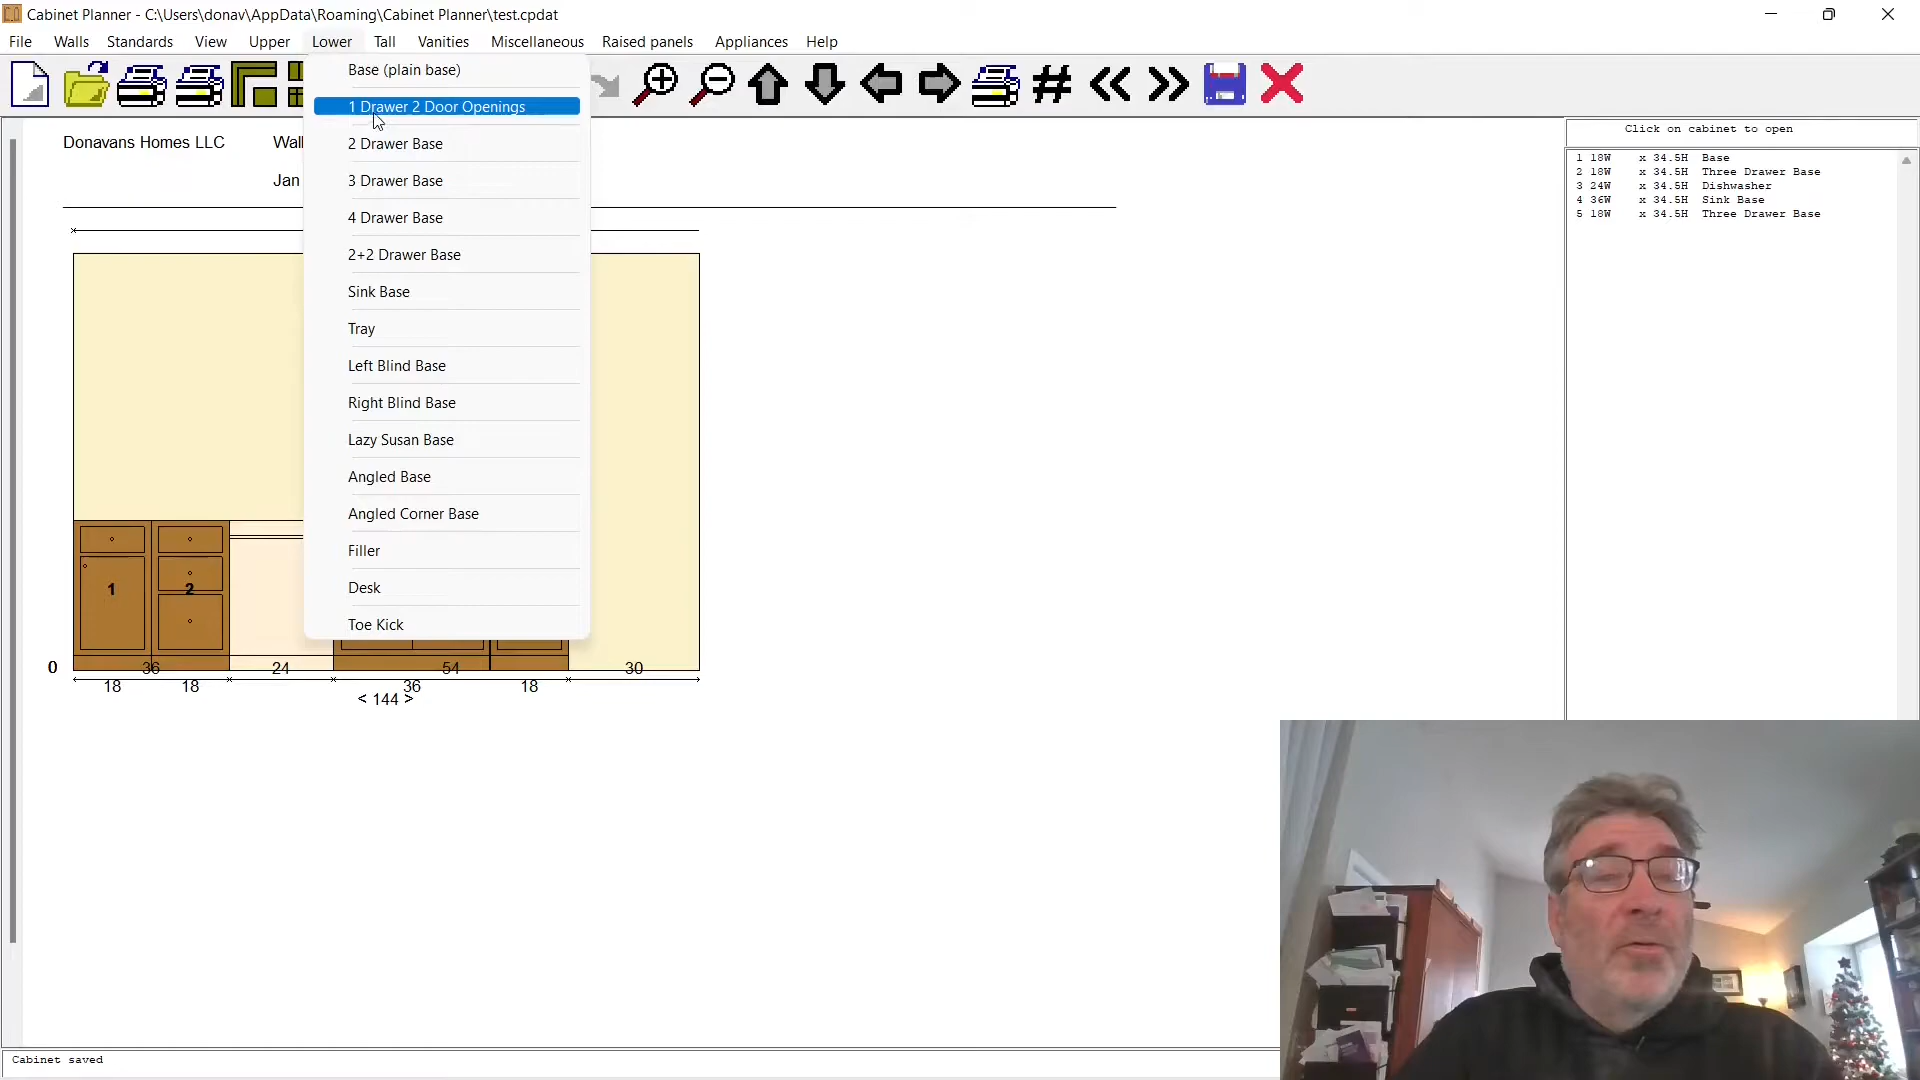 Cabinet Planner - C:\Users\donav\AppData\Roaming\Cabinet Planner\test.cpdat
File Walls Standards View Upper Lower Tall Vanities Miscellaneous Raised panels Appliances Help
Base (plain base)
1 Drawer 2 Door Openings
2 Drawer Base
3 Drawer Base
4 Drawer Base
2+2 Drawer Base
Sink Base
Tray
Left Blind Base
Right Blind Base
Lazy Susan Base
Angled Base
Angled Corner Base
Filler
Desk
Toe Kick
Donavans Homes LLC
Jan
Click on cabinet to open
1 18W x 34.5H Base
2 18W x 34.5H Three Drawer Base
3 24W x 34.5H Dishwasher
4 36W x 34.5H Sink Base
5 18W x 34.5H Three Drawer Base
1 2
0 36 24 54 30
18 18 36 18
< 144 >
Cabinet saved